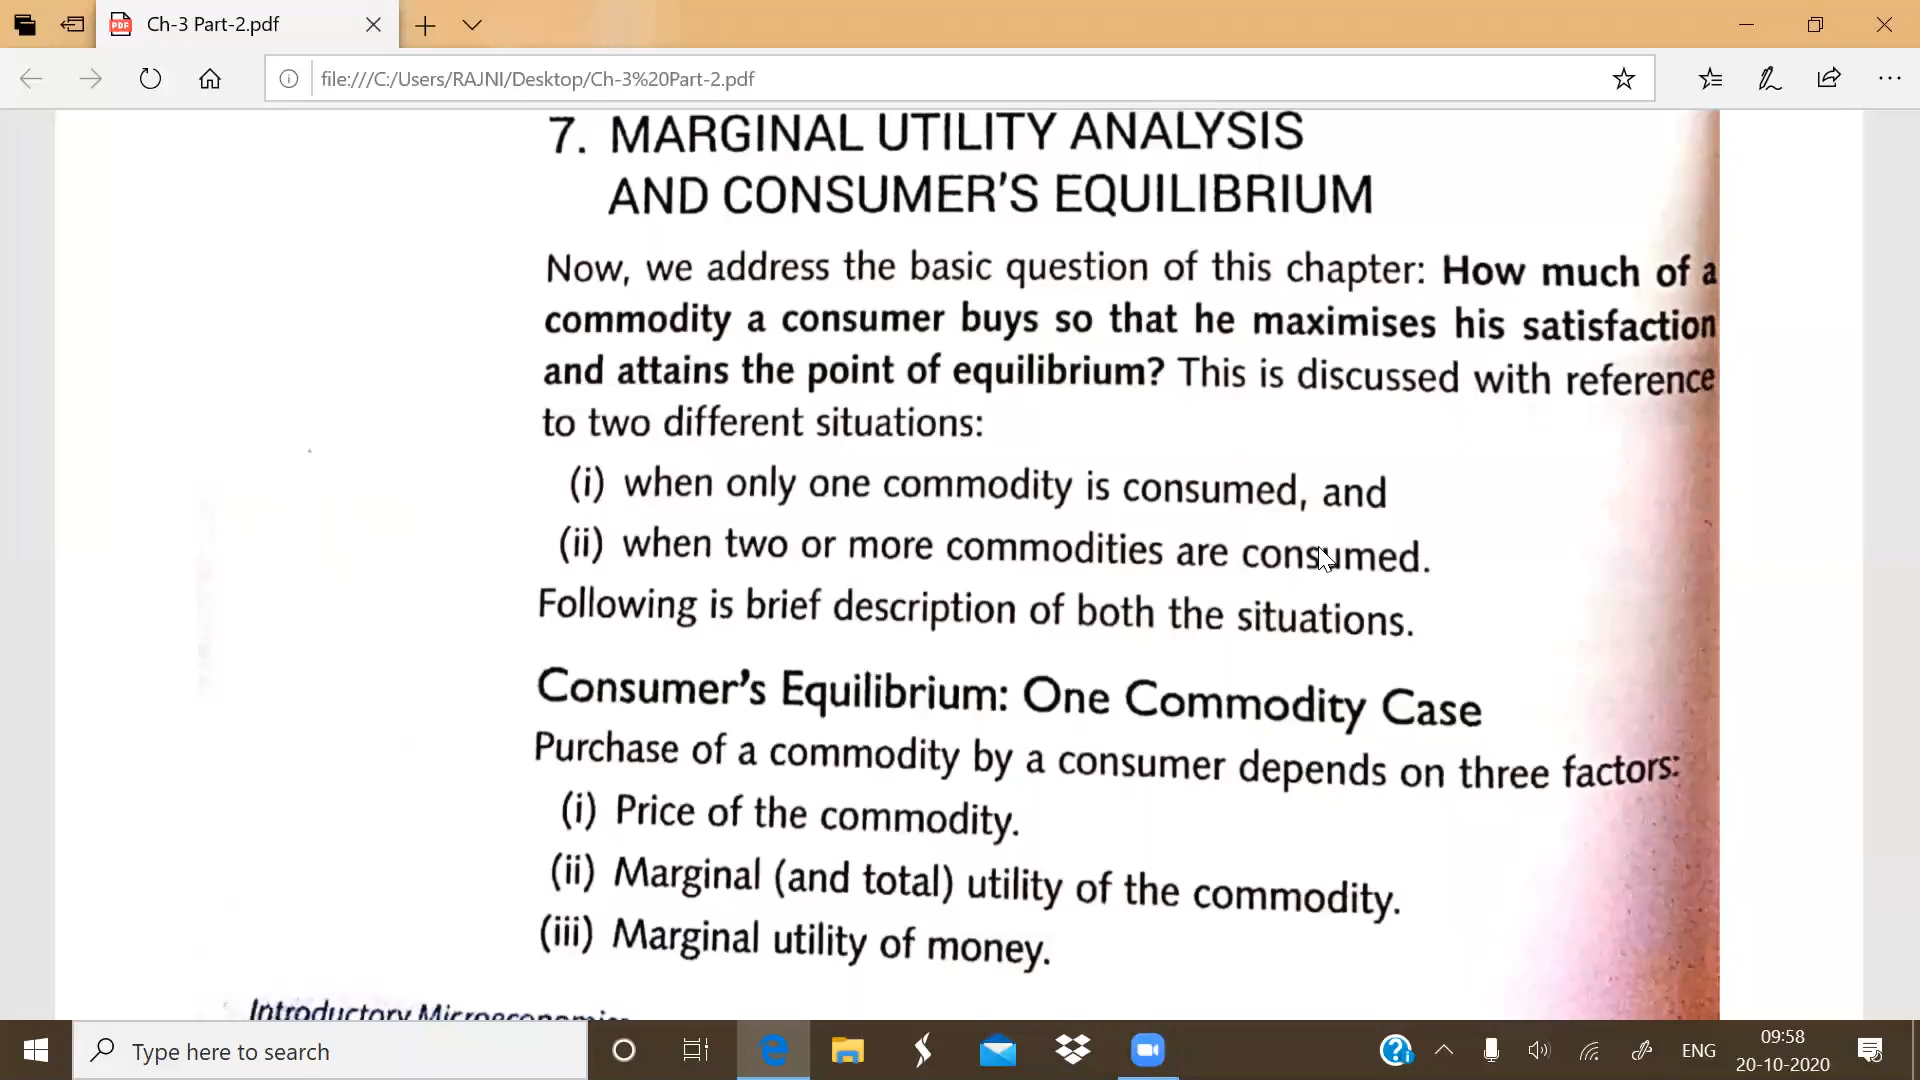 Ch-3 Part-2.pdf
file:///C:/Users/RAJNI/Desktop/Ch-3%20Part-2.pdf
7. MARGINAL UTILITY ANALYSIS
AND CONSUMER'S EQUILIBRIUM
Now, we address the basic question of this chapter: How much of a
commodity a consumer buys so that he maximises his satisfaction
and attains the point of equilibrium? This is discussed with reference
to two different situations:
(i) when only one commodity is consumed, and
(ii) when two or more commodities are consumed.
Following is brief description of both the situations.
Consumer's Equilibrium: One Commodity Case
Purchase of a commodity by a consumer depends on three factors:
(i) Price of the commodity.
(ii) Marginal (and total) utility of the commodity.
(iii) Marginal utility of money.
Introductory Microeconomics
Type here to search
ENG
09:58
20-10-2020